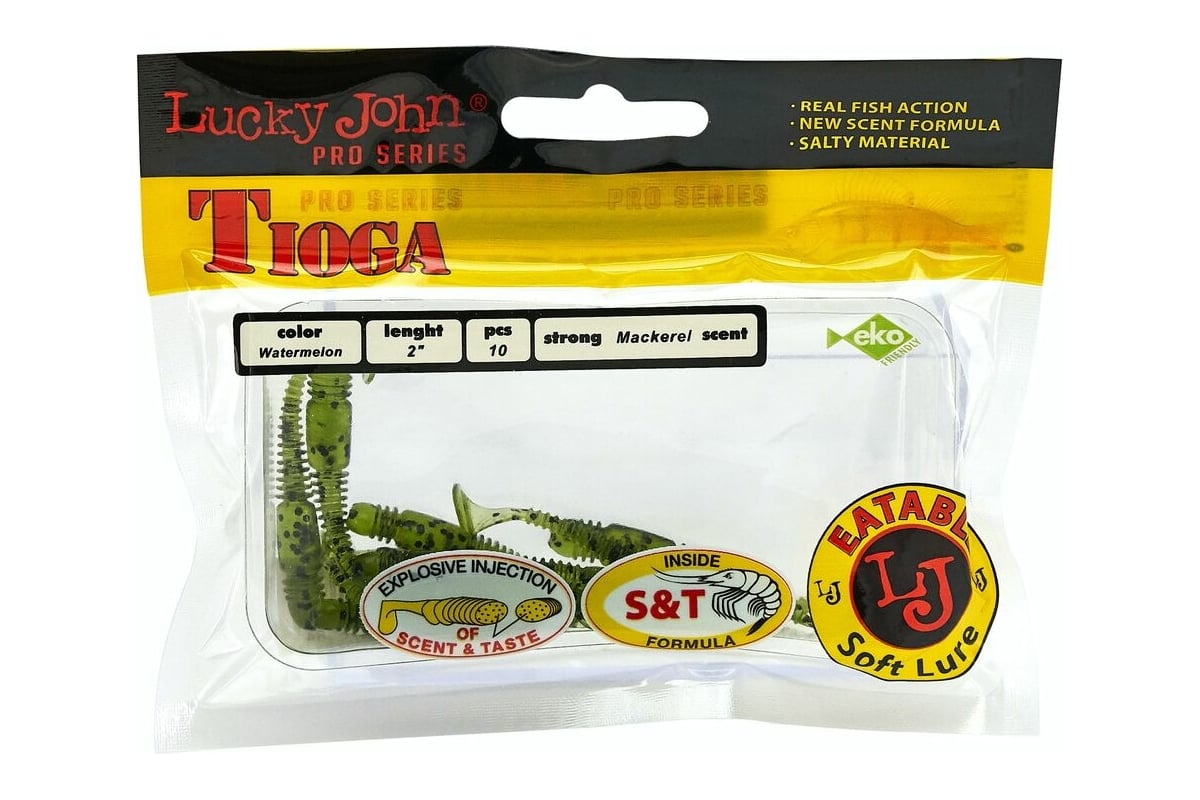 Lucky John®
PRO SERIES
· REAL FISH ACTION
· NEW SCENT FORMULA
· SALTY MATERIAL
PRO SERIES
PRO SERIES
TIOGA
color
Watermelon
lenght
2"
pcs
10
strong Mackerel scent
eko
FRIENDLY
EXPLOSIVE INJECTION
OF
SCENT & TASTE
INSIDE
S&T
FORMULA
EATABL
LJ
LJ
LJ
Soft Lure